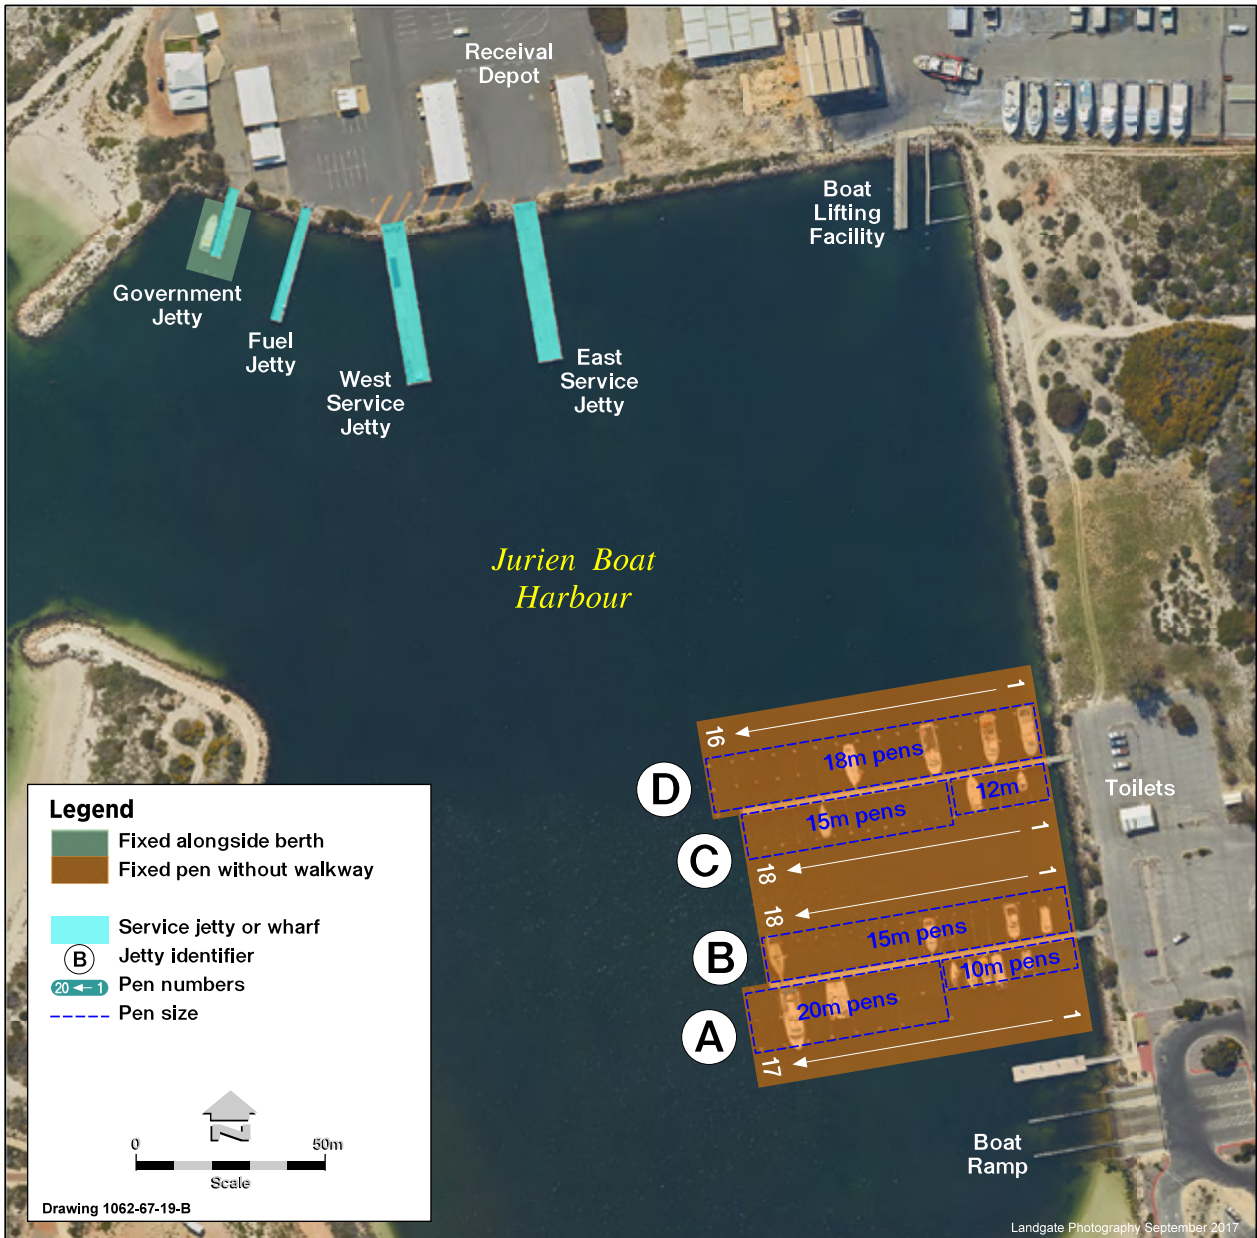 Receival
Depot
Boat
Lifting
Facility
Government
Jetty
Fuel
Jetty
West
Service
Jetty
East
Service
Jetty
Jurien Boat
Harbour
1
16
18m pens
D
12m
15m pens
C
1
18
1
18
15m pens
B
10m pens
20m pens
A
1
17
Toilets
Boat
Ramp
Legend
Fixed alongside berth
Fixed pen without walkway
Service jetty or wharf
B Jetty identifier
20 ← 1 Pen numbers
Pen size
N
0 50m
Scale
Drawing 1062-67-19-B
Landgate Photography September 2017